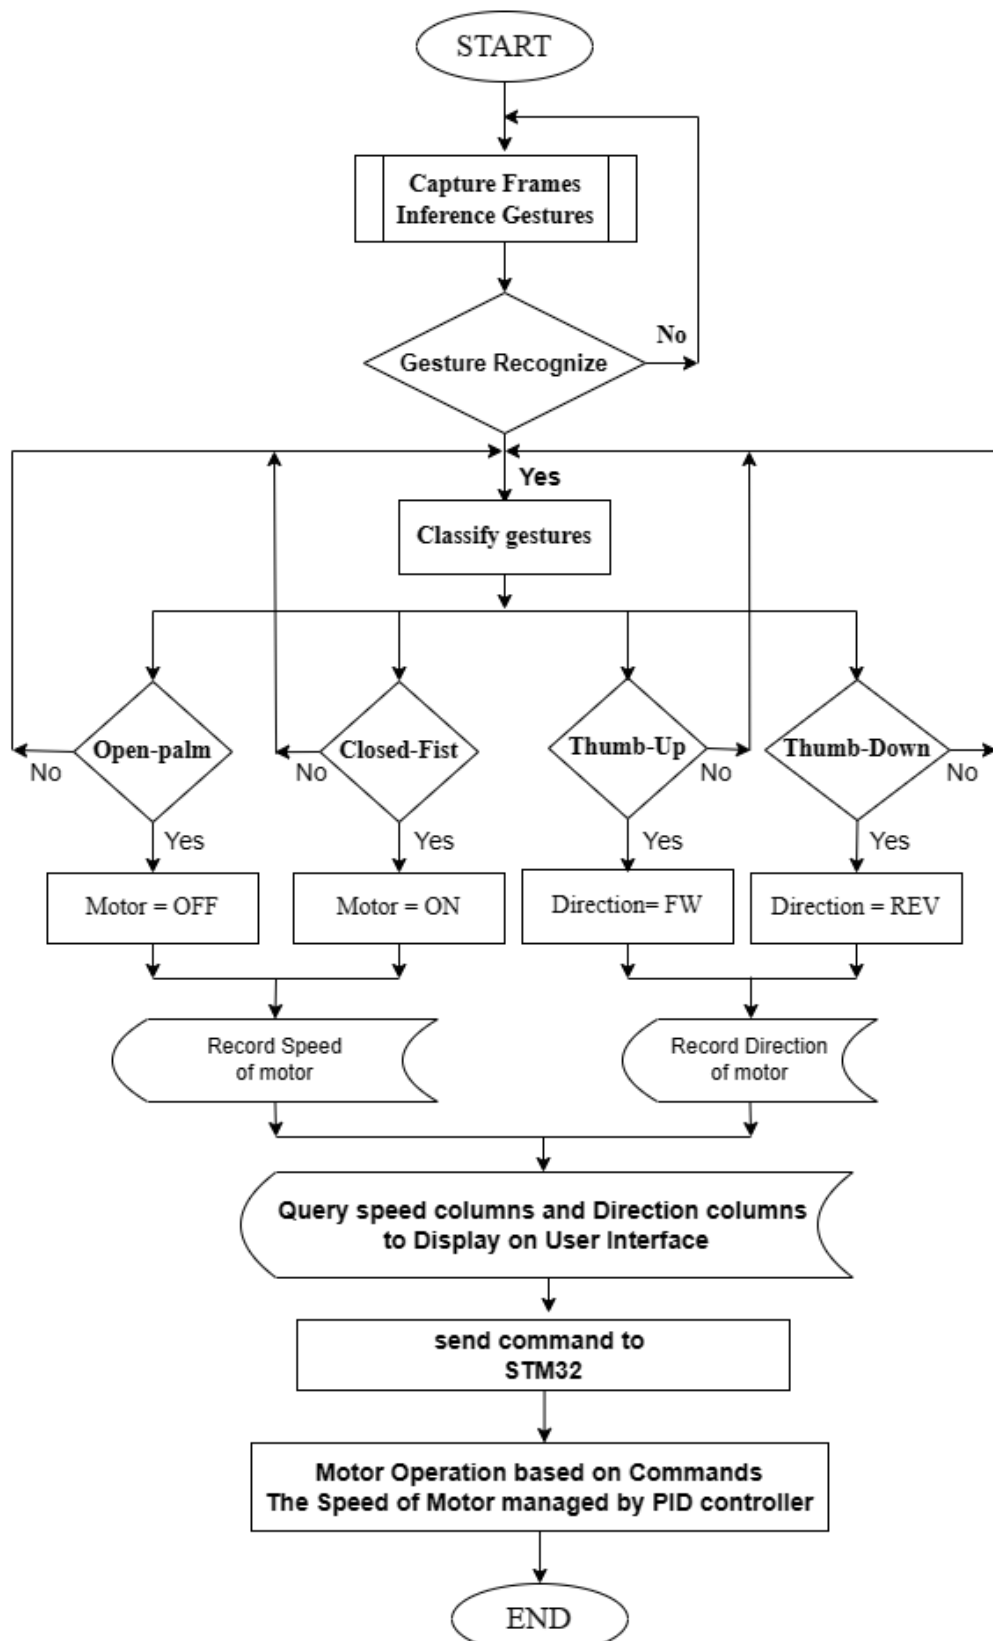 START
Capture Frames
Inference Gestures
No
Gesture Recognize
Yes
Classify gestures
Open-palm
Closed-Fist
Thumb-Up
Thumb-Down
No
No
No
No
Yes
Yes
Yes
Yes
Motor = OFF
Motor = ON
Direction= FW
Direction = REV
Record Speed
of motor
Record Direction
of motor
Query speed columns and Direction columns
to Display on User Interface
send command to
STM32
Motor Operation based on Commands
The Speed of Motor managed by PID controller
END